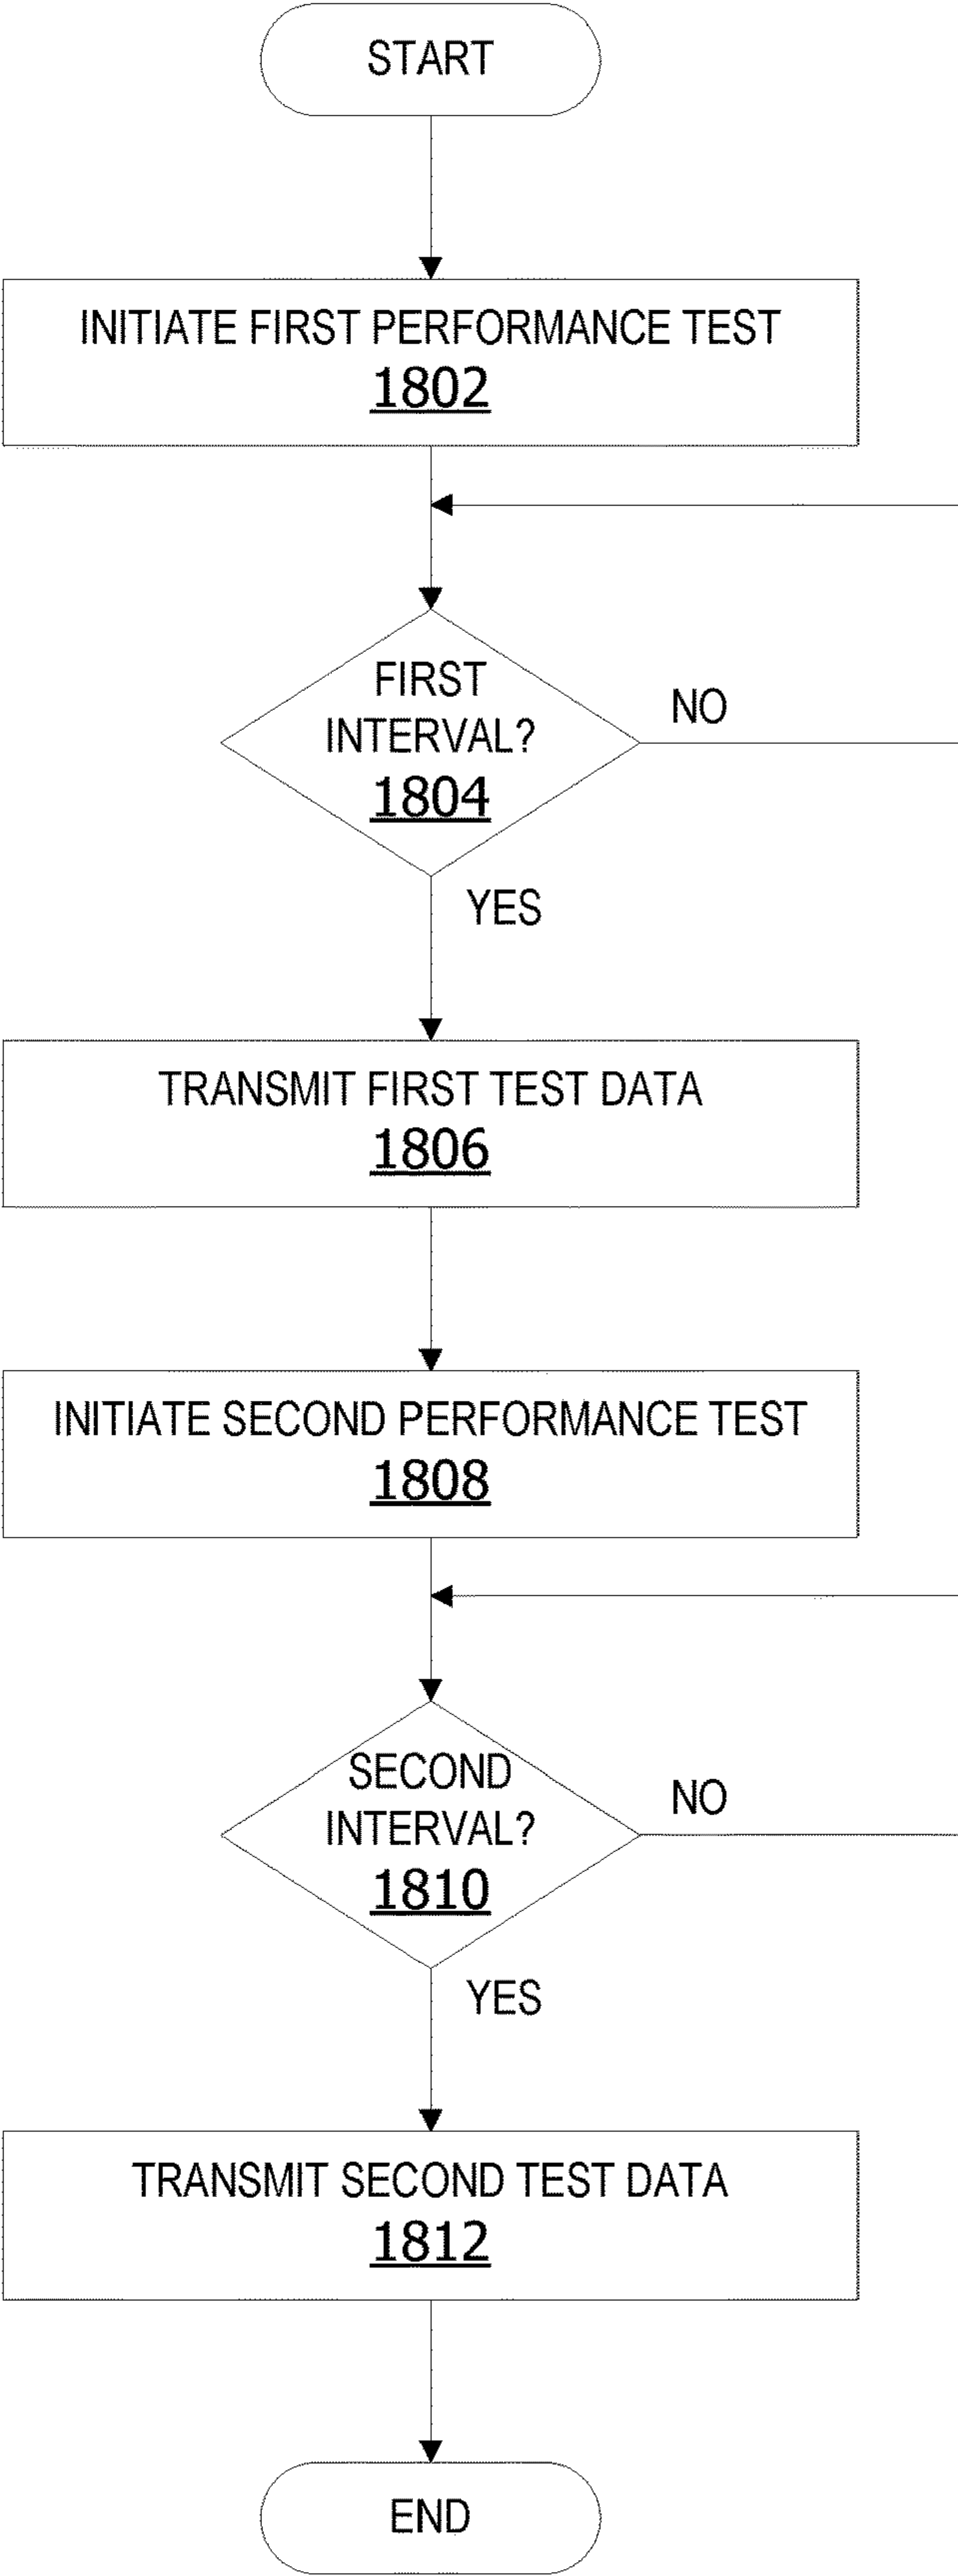 START
INITIATE FIRST PERFORMANCE TEST
1802
FIRST
INTERVAL?
1804
NO
YES
TRANSMIT FIRST TEST DATA
1806
INITIATE SECOND PERFORMANCE TEST
1808
SECOND
INTERVAL?
1810
NO
YES
TRANSMIT SECOND TEST DATA
1812
END